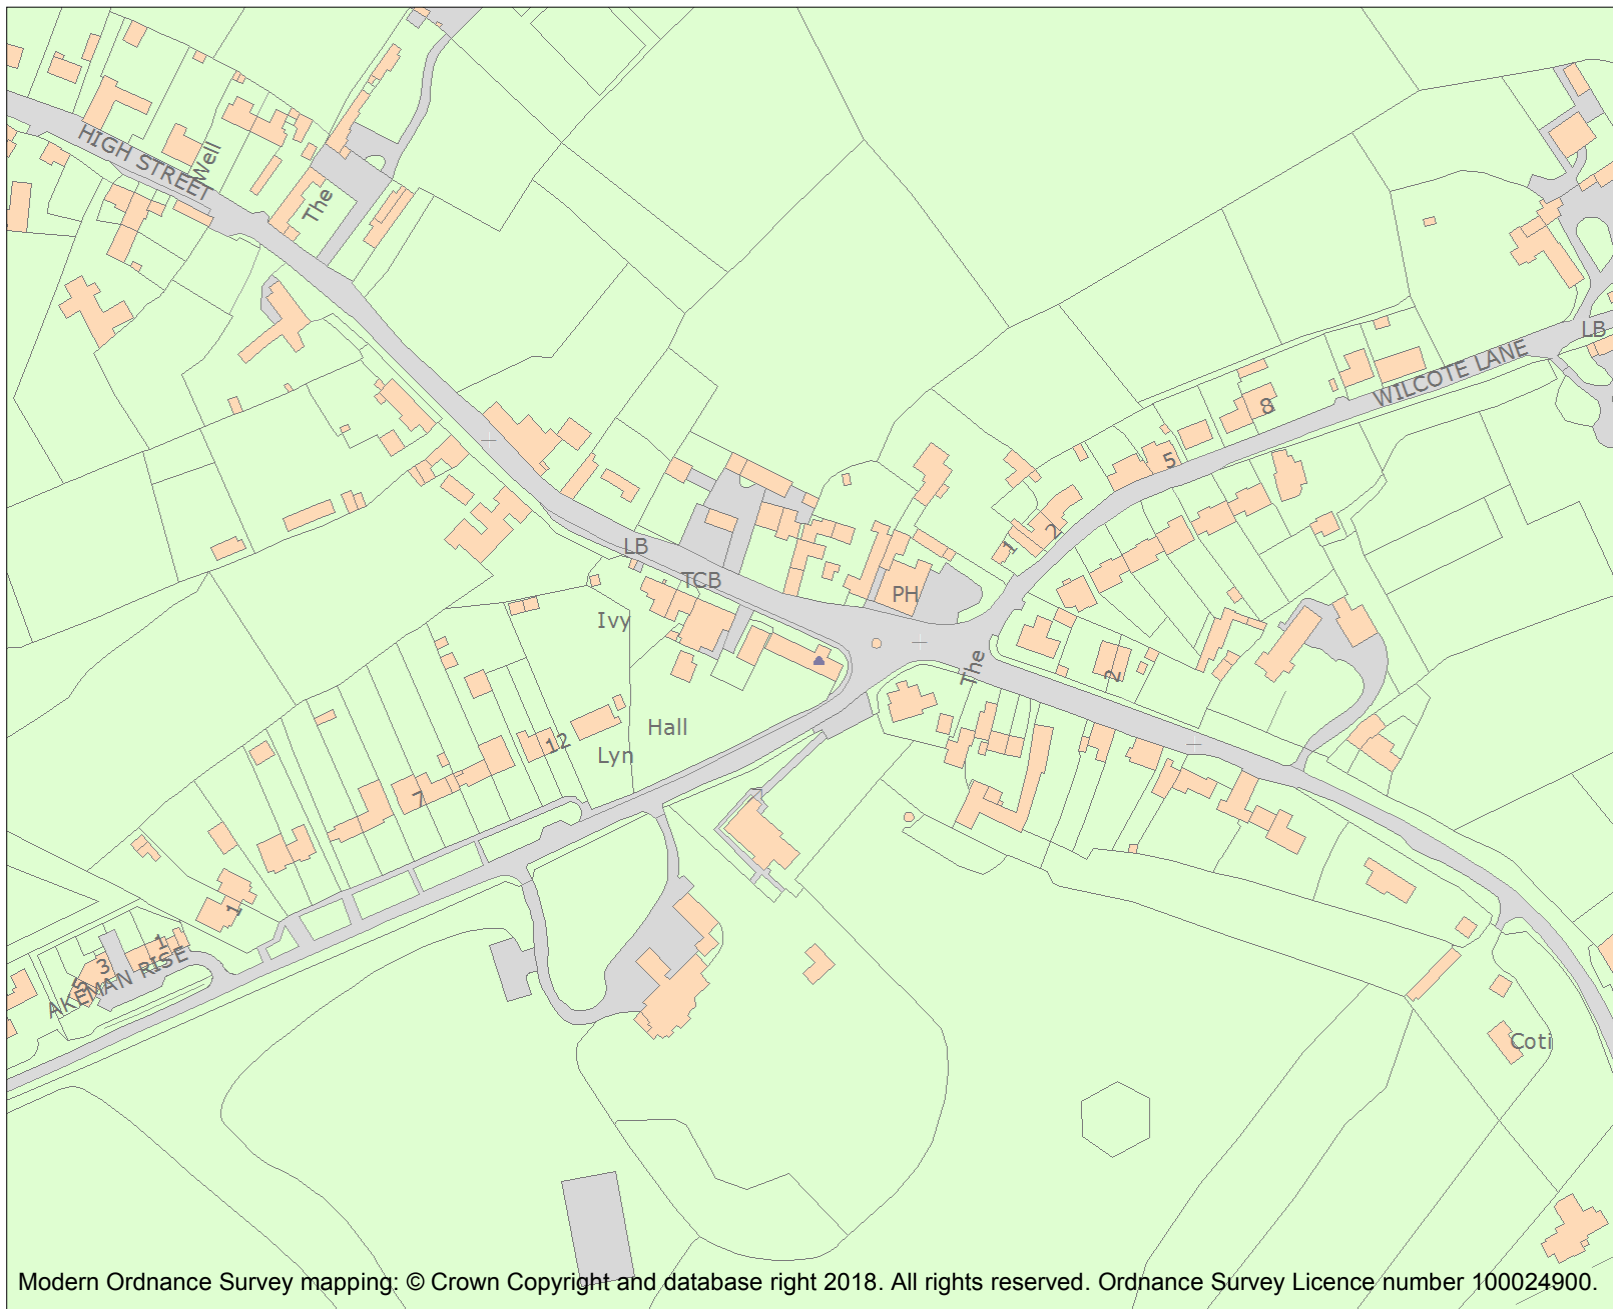 HIGH STREET
Well
The
LB
WILCOTE LANE
8
5
2
1
LB
TCB
PH
Ivy
The
2
Hall
12
Lyn
7
1
1
3
5
AKEMAN RISE
Coti
Modern Ordnance Survey mapping: © Crown Copyright and database right 2018. All rights reserved. Ordnance Survey Licence number 100024900.